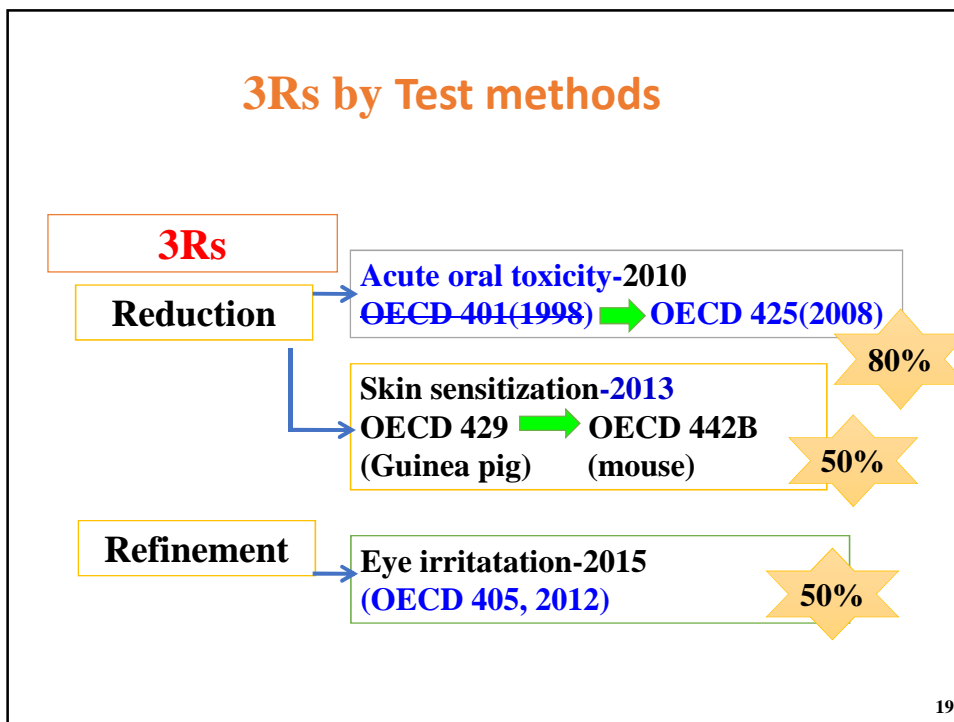 3Rs by Test methods
3Rs
Reduction
Acute oral toxicity-2010
OECD 401(1998) OECD 425(2008)
80%
Skin sensitization-2013
OECD 429 OECD 442B
(Guinea pig) (mouse)
50%
Refinement
Eye irritatation-2015
(OECD 405, 2012)
50%
19